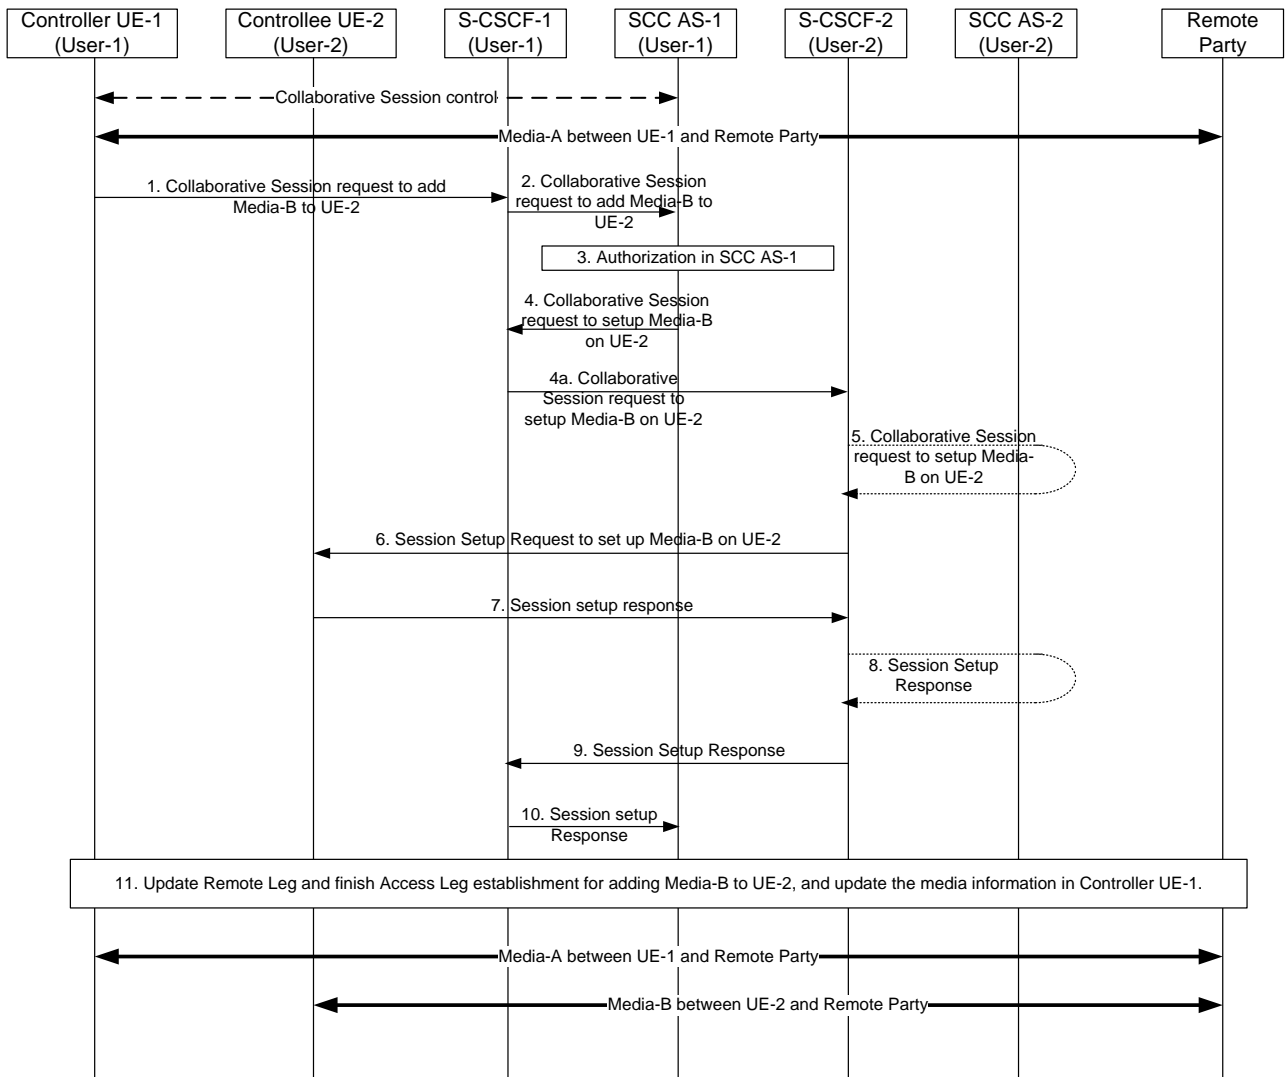 Controller UE-1
(User-1)
Controllee UE-2
(User-2)
S-CSCF-1
(User-1)
SCC AS-1
(User-1)
S-CSCF-2
(User-2)
SCC AS-2
(User-2)
Remote
Party
Collaborative Session control
Media-A between UE-1 and Remote Party
1. Collaborative Session request to add
Media-B to UE-2
2. Collaborative Session
request to add Media-B to
UE-2
3. Authorization in SCC AS-1
4. Collaborative Session
request to setup Media-B
on UE-2
4a. Collaborative
Session request to
setup Media-B on UE-2
5. Collaborative Session
request to setup Media-
B on UE-2
6. Session Setup Request to set up Media-B on UE-2
7. Session setup response
8. Session Setup
Response
9. Session Setup Response
10. Session setup
Response
11. Update Remote Leg and finish Access Leg establishment for adding Media-B to UE-2, and update the media information in Controller UE-1.
Media-A between UE-1 and Remote Party
Media-B between UE-2 and Remote Party